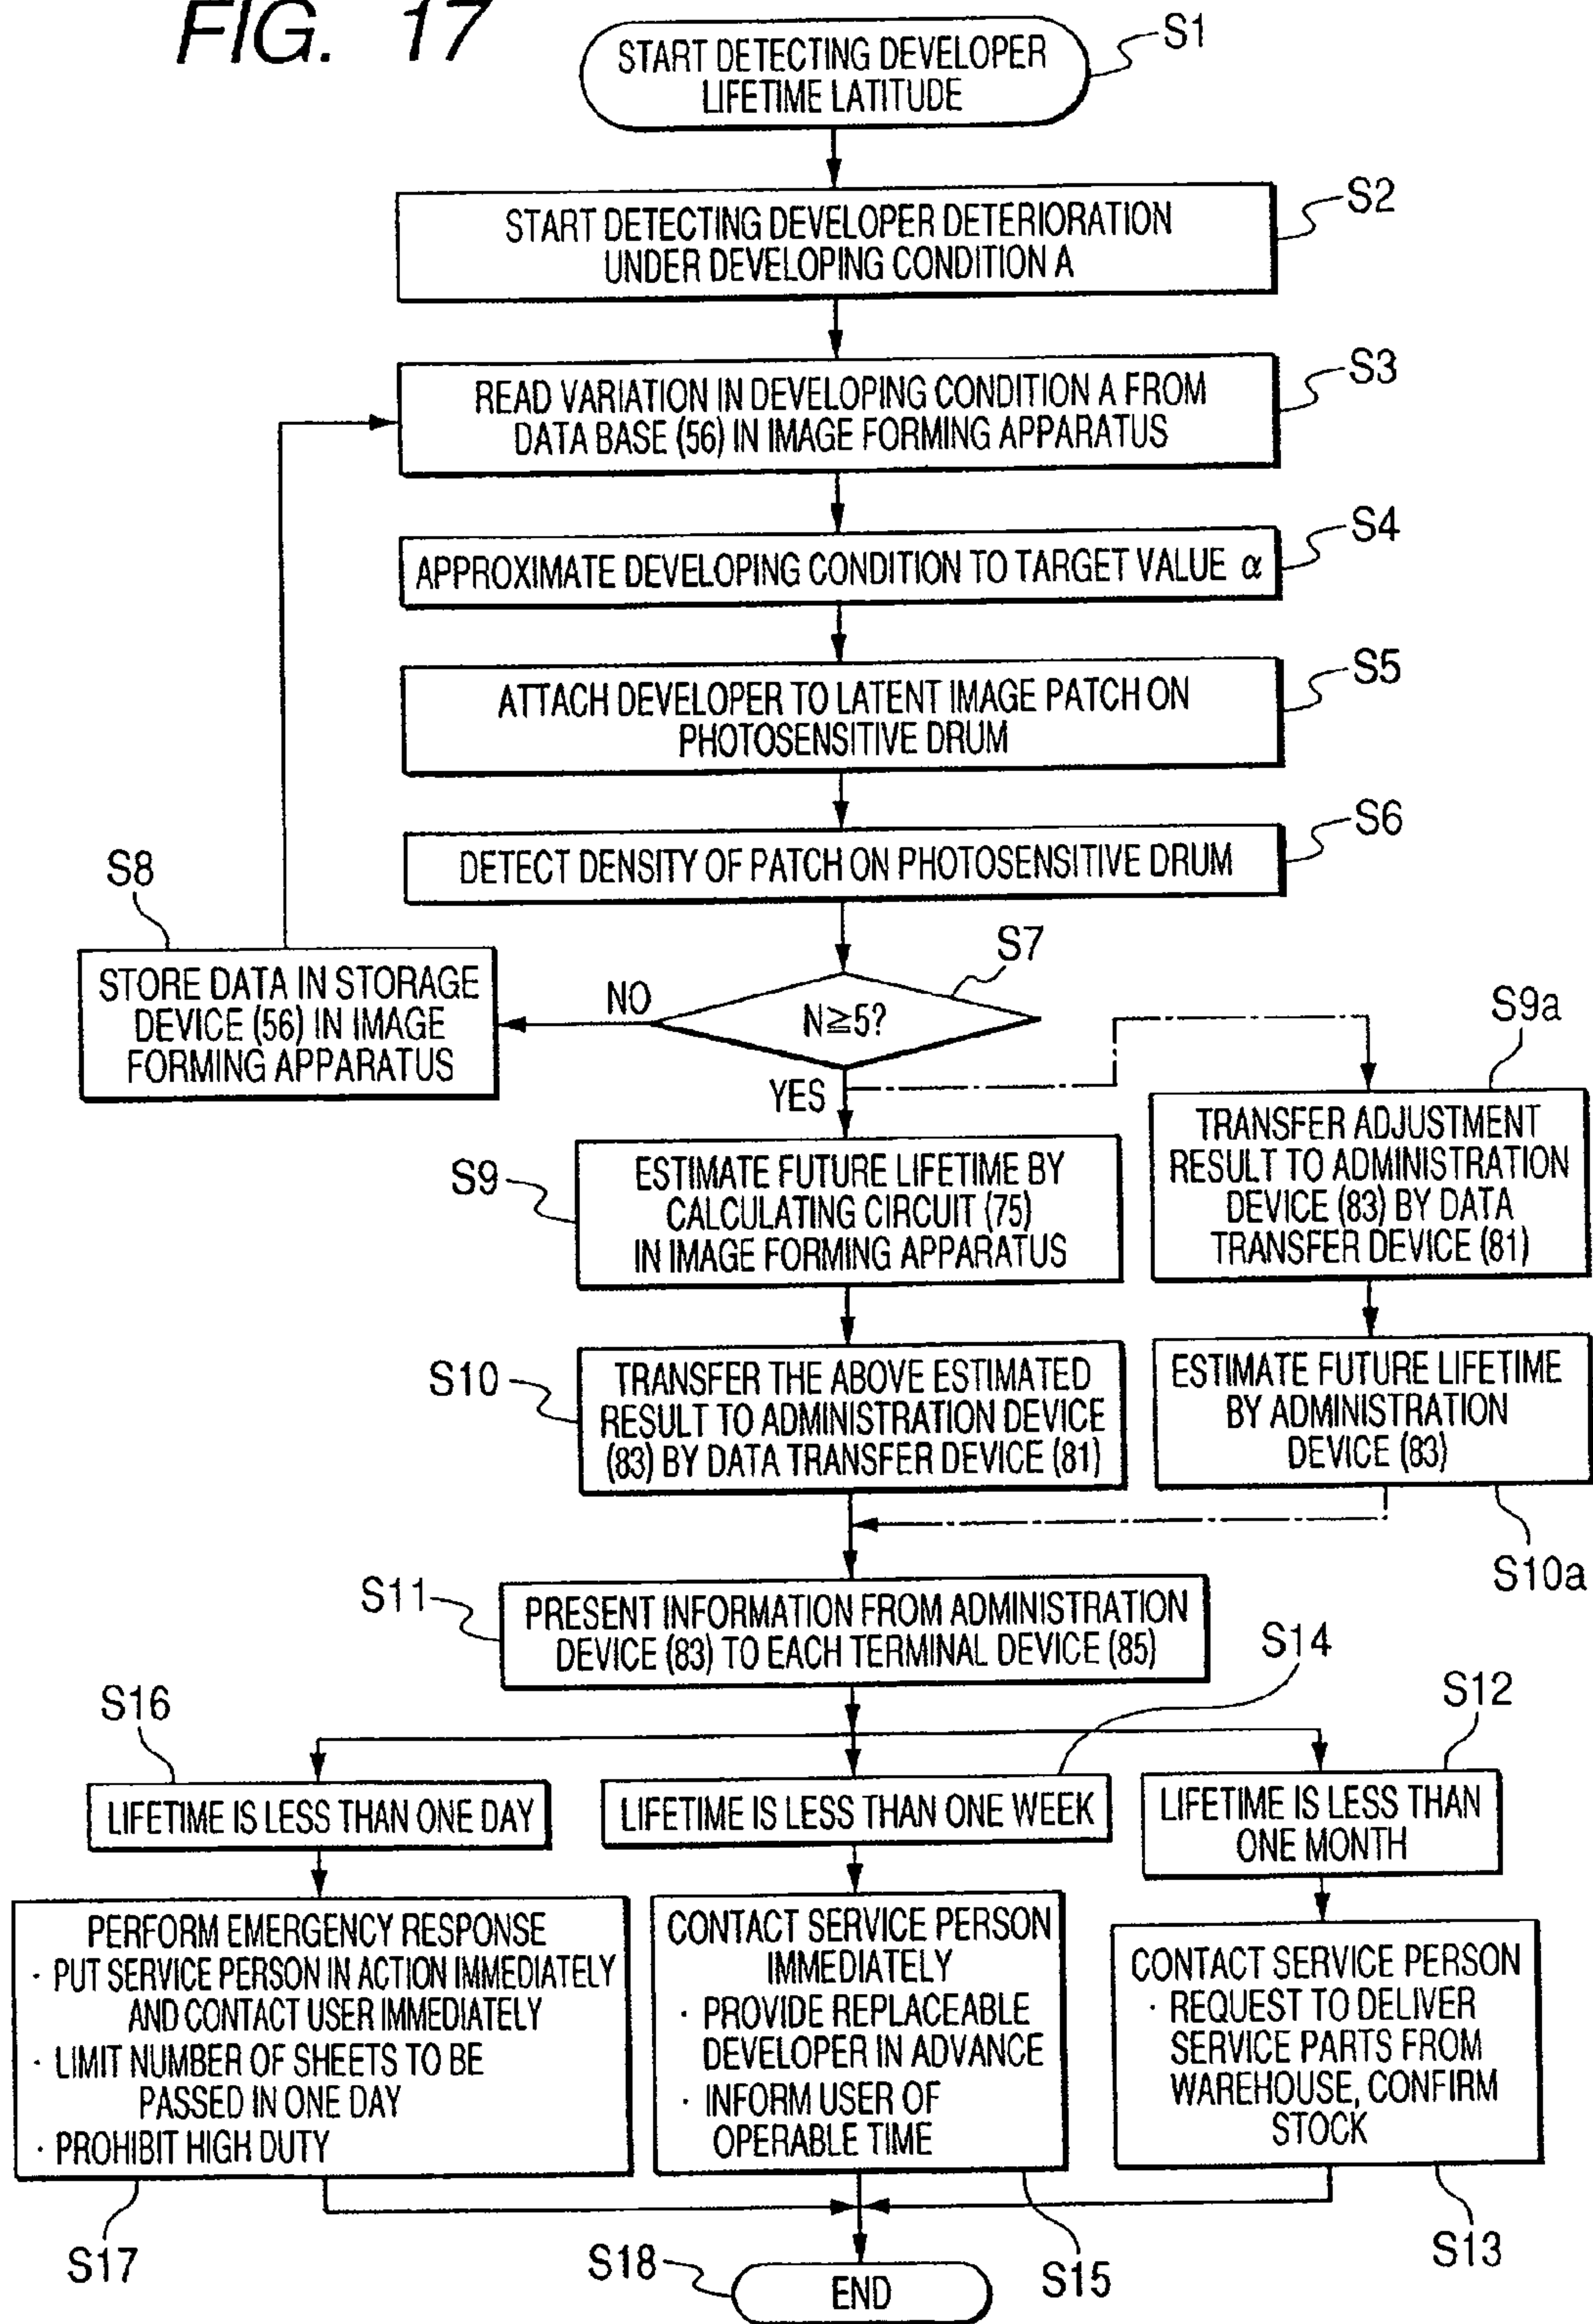 FIG. 17
START DETECTING DEVELOPER
LIFETIME LATITUDE
S1
START DETECTING DEVELOPER DETERIORATION
UNDER DEVELOPING CONDITION A
S2
READ VARIATION IN DEVELOPING CONDITION A FROM
DATA BASE (56) IN IMAGE FORMING APPARATUS
S3
APPROXIMATE DEVELOPING CONDITION TO TARGET VALUE α
S4
ATTACH DEVELOPER TO LATENT IMAGE PATCH ON
PHOTOSENSITIVE DRUM
S5
DETECT DENSITY OF PATCH ON PHOTOSENSITIVE DRUM
S6
S7
N≧5?
NO
YES
S8
STORE DATA IN STORAGE
DEVICE (56) IN IMAGE
FORMING APPARATUS
S9
ESTIMATE FUTURE LIFETIME BY
CALCULATING CIRCUIT (75)
IN IMAGE FORMING APPARATUS
S9a
TRANSFER ADJUSTMENT
RESULT TO ADMINISTRATION
DEVICE (83) BY DATA
TRANSFER DEVICE (81)
S10
TRANSFER THE ABOVE ESTIMATED
RESULT TO ADMINISTRATION DEVICE
(83) BY DATA TRANSFER DEVICE (81)
ESTIMATE FUTURE LIFETIME
BY ADMINISTRATION
DEVICE (83)
S10a
S11
PRESENT INFORMATION FROM ADMINISTRATION
DEVICE (83) TO EACH TERMINAL DEVICE (85)
S16
LIFETIME IS LESS THAN ONE DAY
S14
LIFETIME IS LESS THAN ONE WEEK
S12
LIFETIME IS LESS THAN
ONE MONTH
PERFORM EMERGENCY RESPONSE
· PUT SERVICE PERSON IN ACTION IMMEDIATELY
AND CONTACT USER IMMEDIATELY
· LIMIT NUMBER OF SHEETS TO BE
PASSED IN ONE DAY
· PROHIBIT HIGH DUTY
S17
CONTACT SERVICE PERSON
IMMEDIATELY
· PROVIDE REPLACEABLE
DEVELOPER IN ADVANCE
· INFORM USER OF
OPERABLE TIME
S15
CONTACT SERVICE PERSON
· REQUEST TO DELIVER
SERVICE PARTS FROM
WAREHOUSE, CONFIRM
STOCK
S13
S18
END